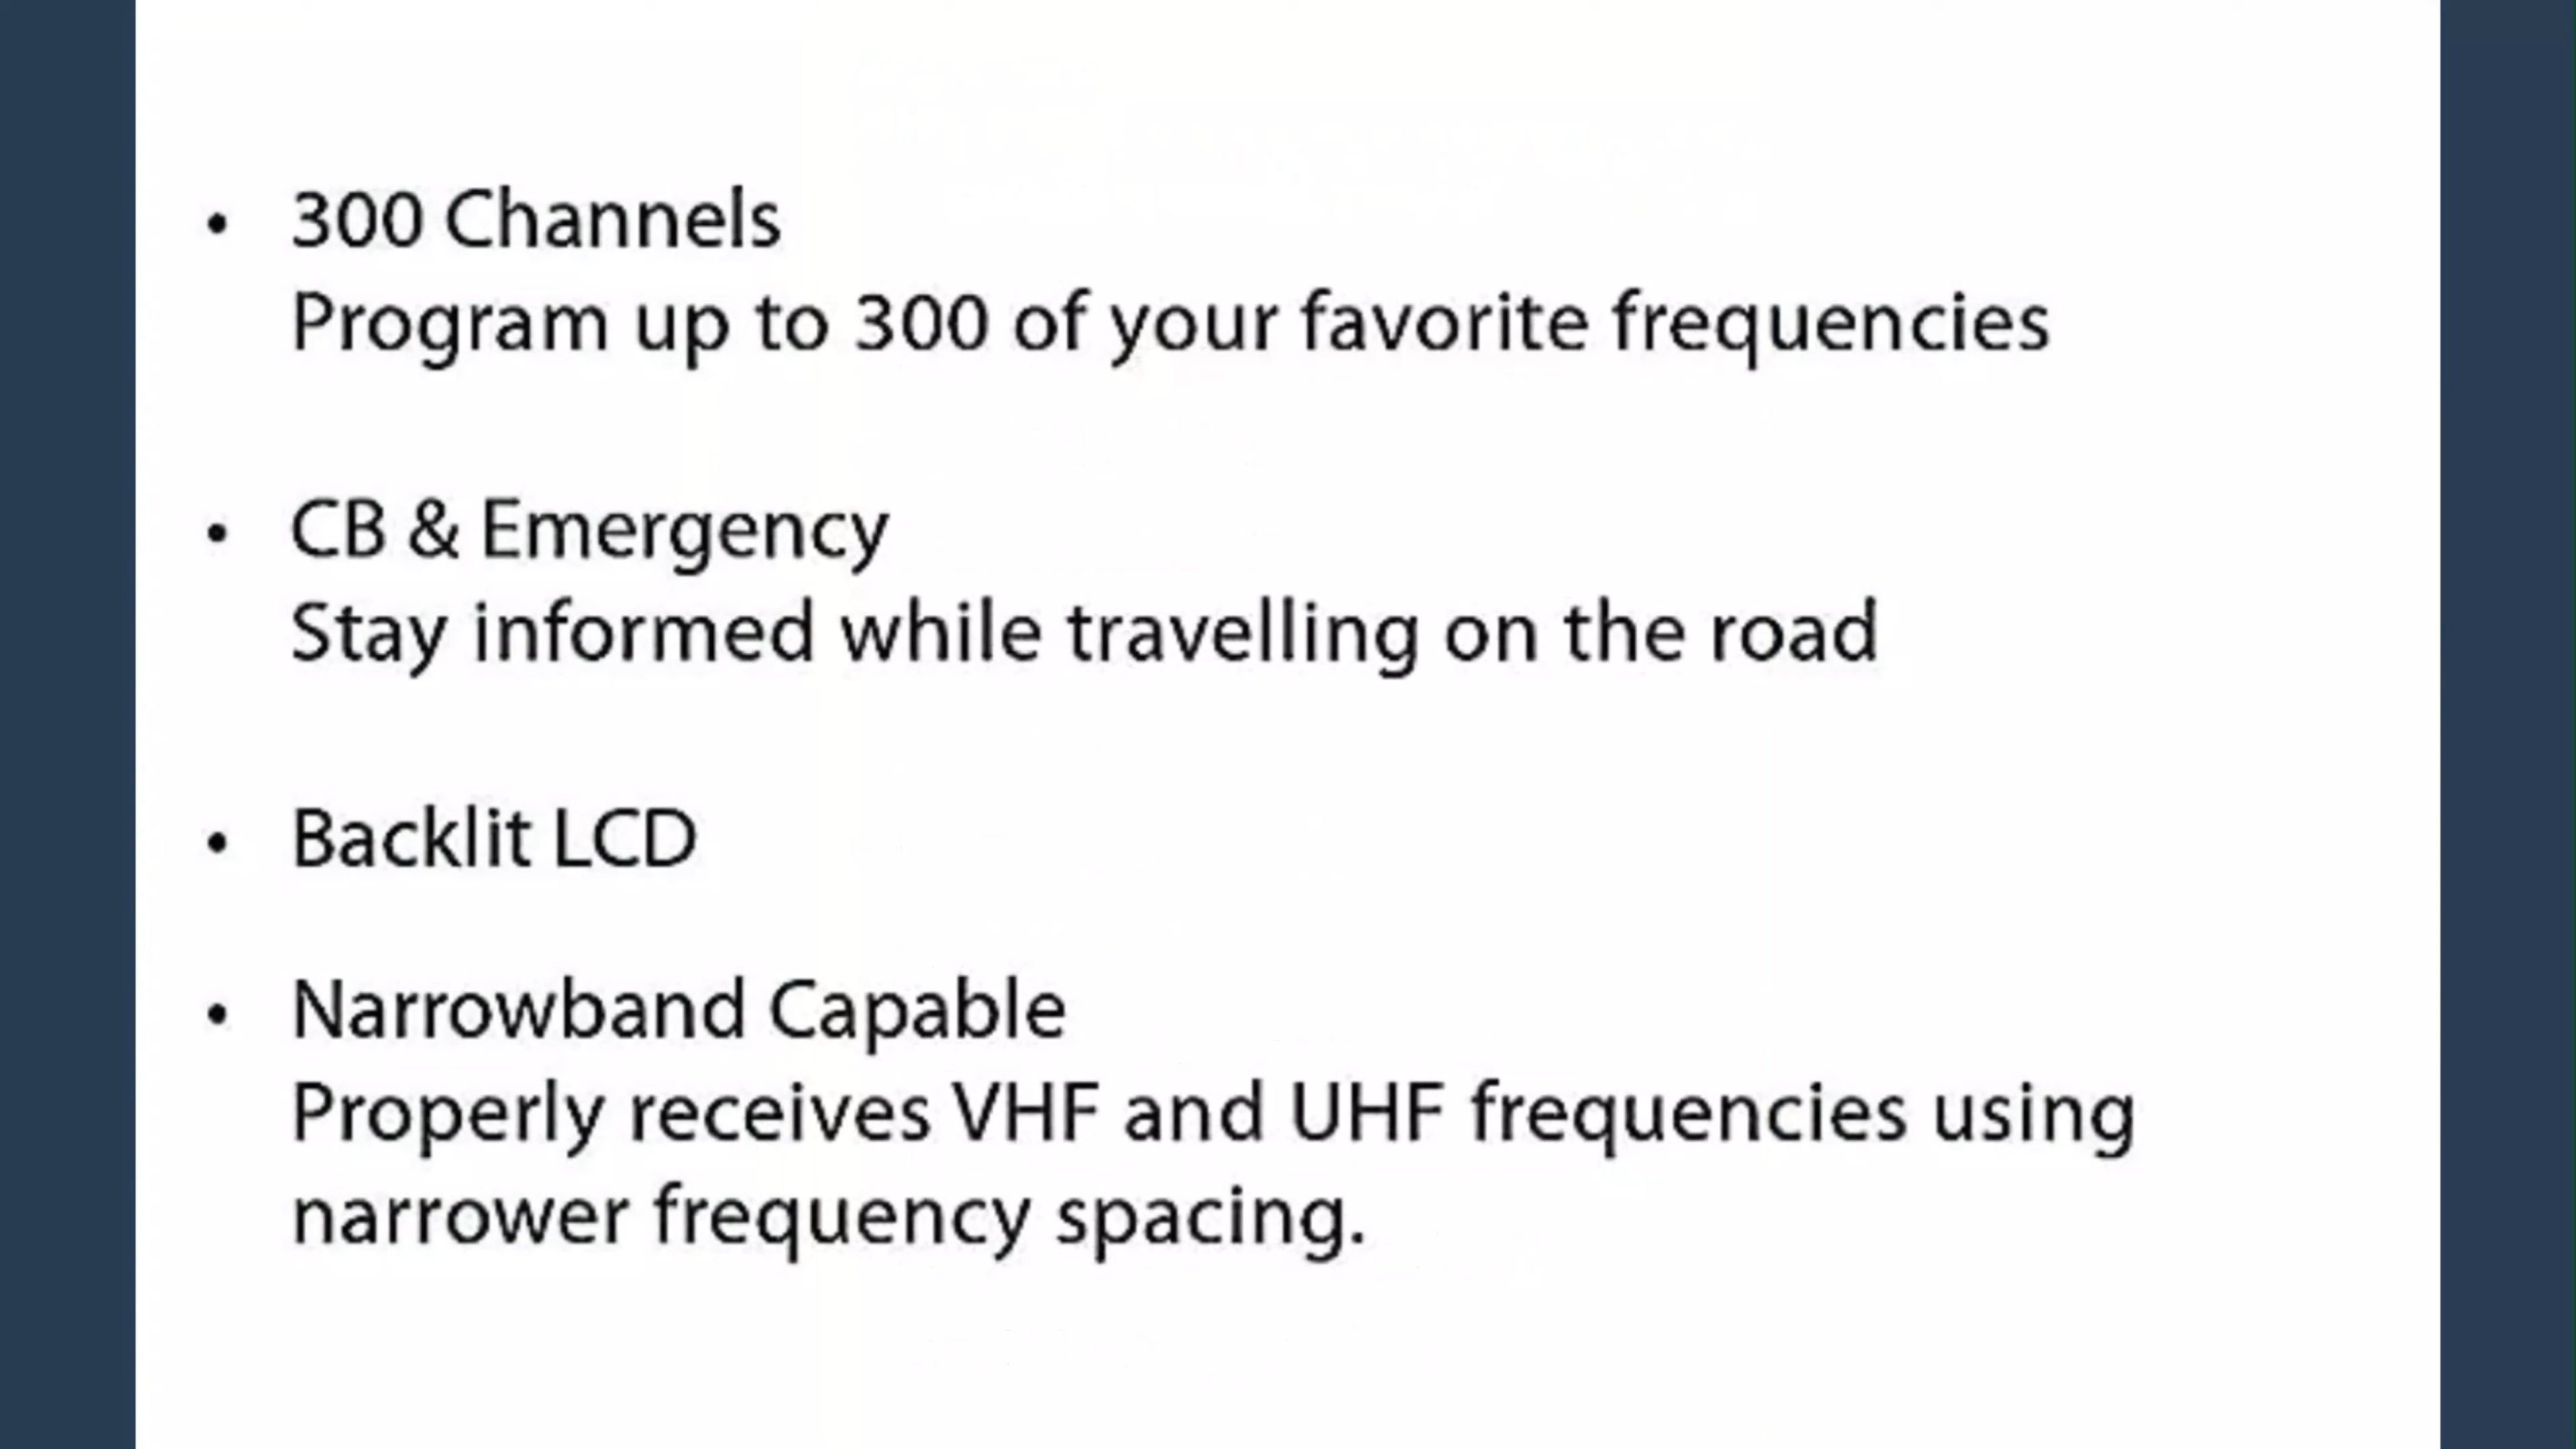 • 300 Channels
Program up to 300 of your favorite frequencies
• CB & Emergency
Stay informed while travelling on the road
• Backlit LCD
• Narrowband Capable
Properly receives VHF and UHF frequencies using
narrower frequency spacing.